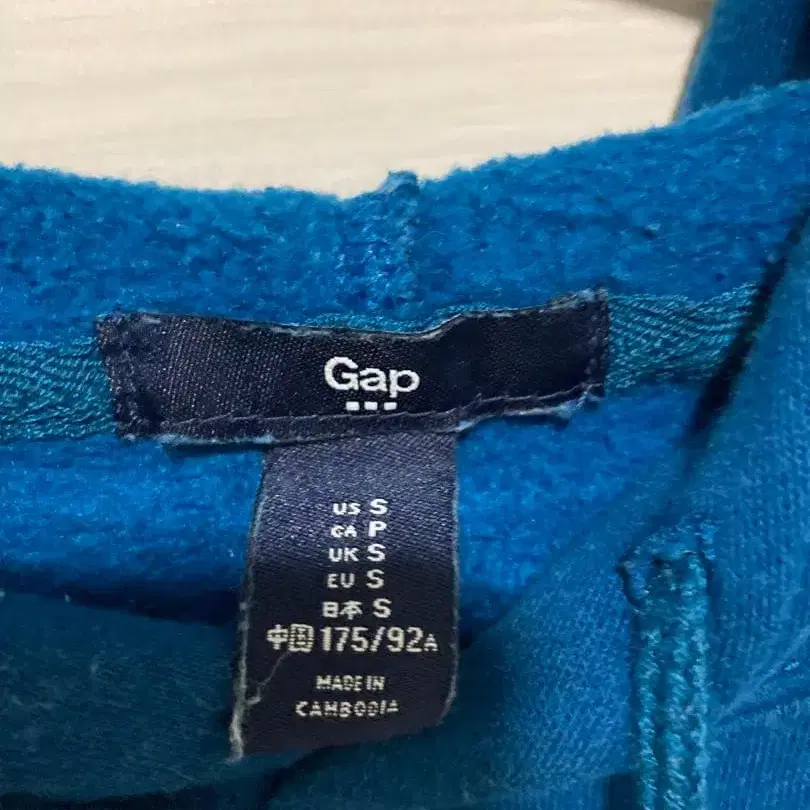 Gap
US S
CA P
UK S
EU S
日本 S
中国 175/92A
MADE IN
CAMBODIA